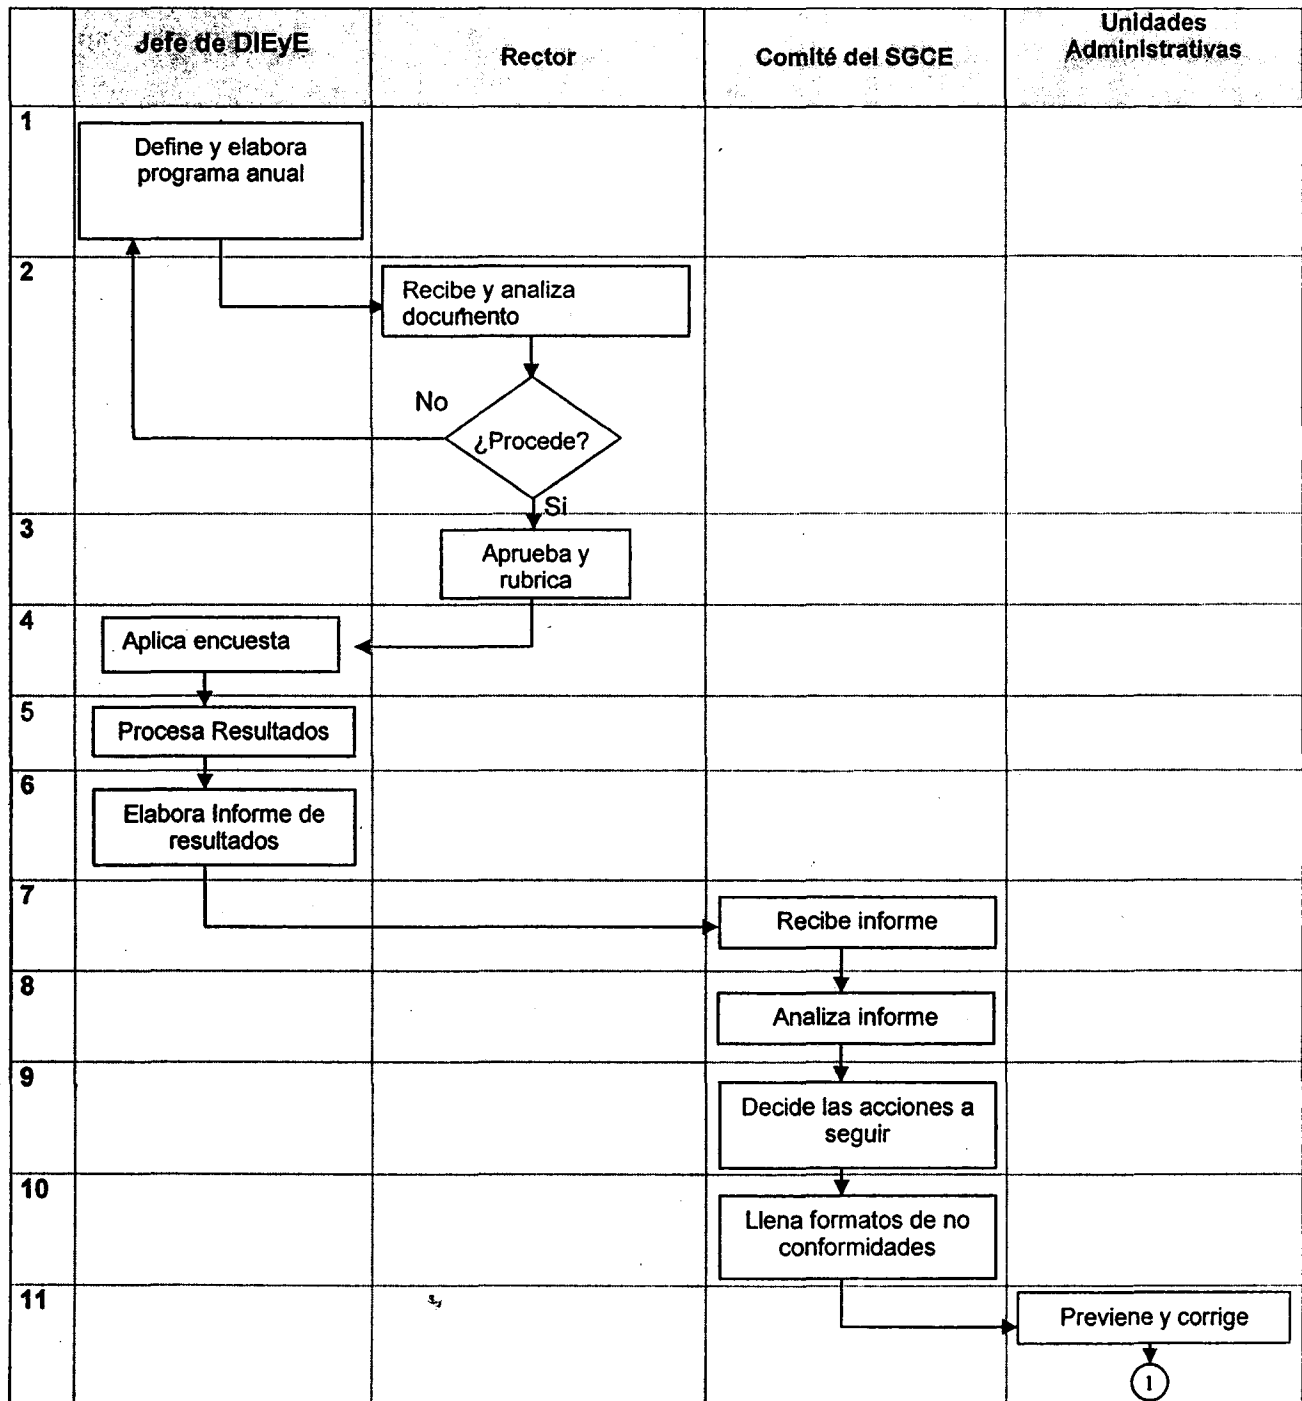 Jefe de DIEyE
Rector
Comité del SGCE
Unidades
Administrativas
1
Define y elabora
programa anual
2
Recibe y analiza
documento
No
¿Procede?
Si
3
Aprueba y
rubrica
4
Aplica encuesta
5
Procesa Resultados
6
Elabora Informe de
resultados
7
Recibe informe
8
Analiza informe
9
Decide las acciones a
seguir
10
Llena formatos de no
conformidades
11
Previene y corrige
1